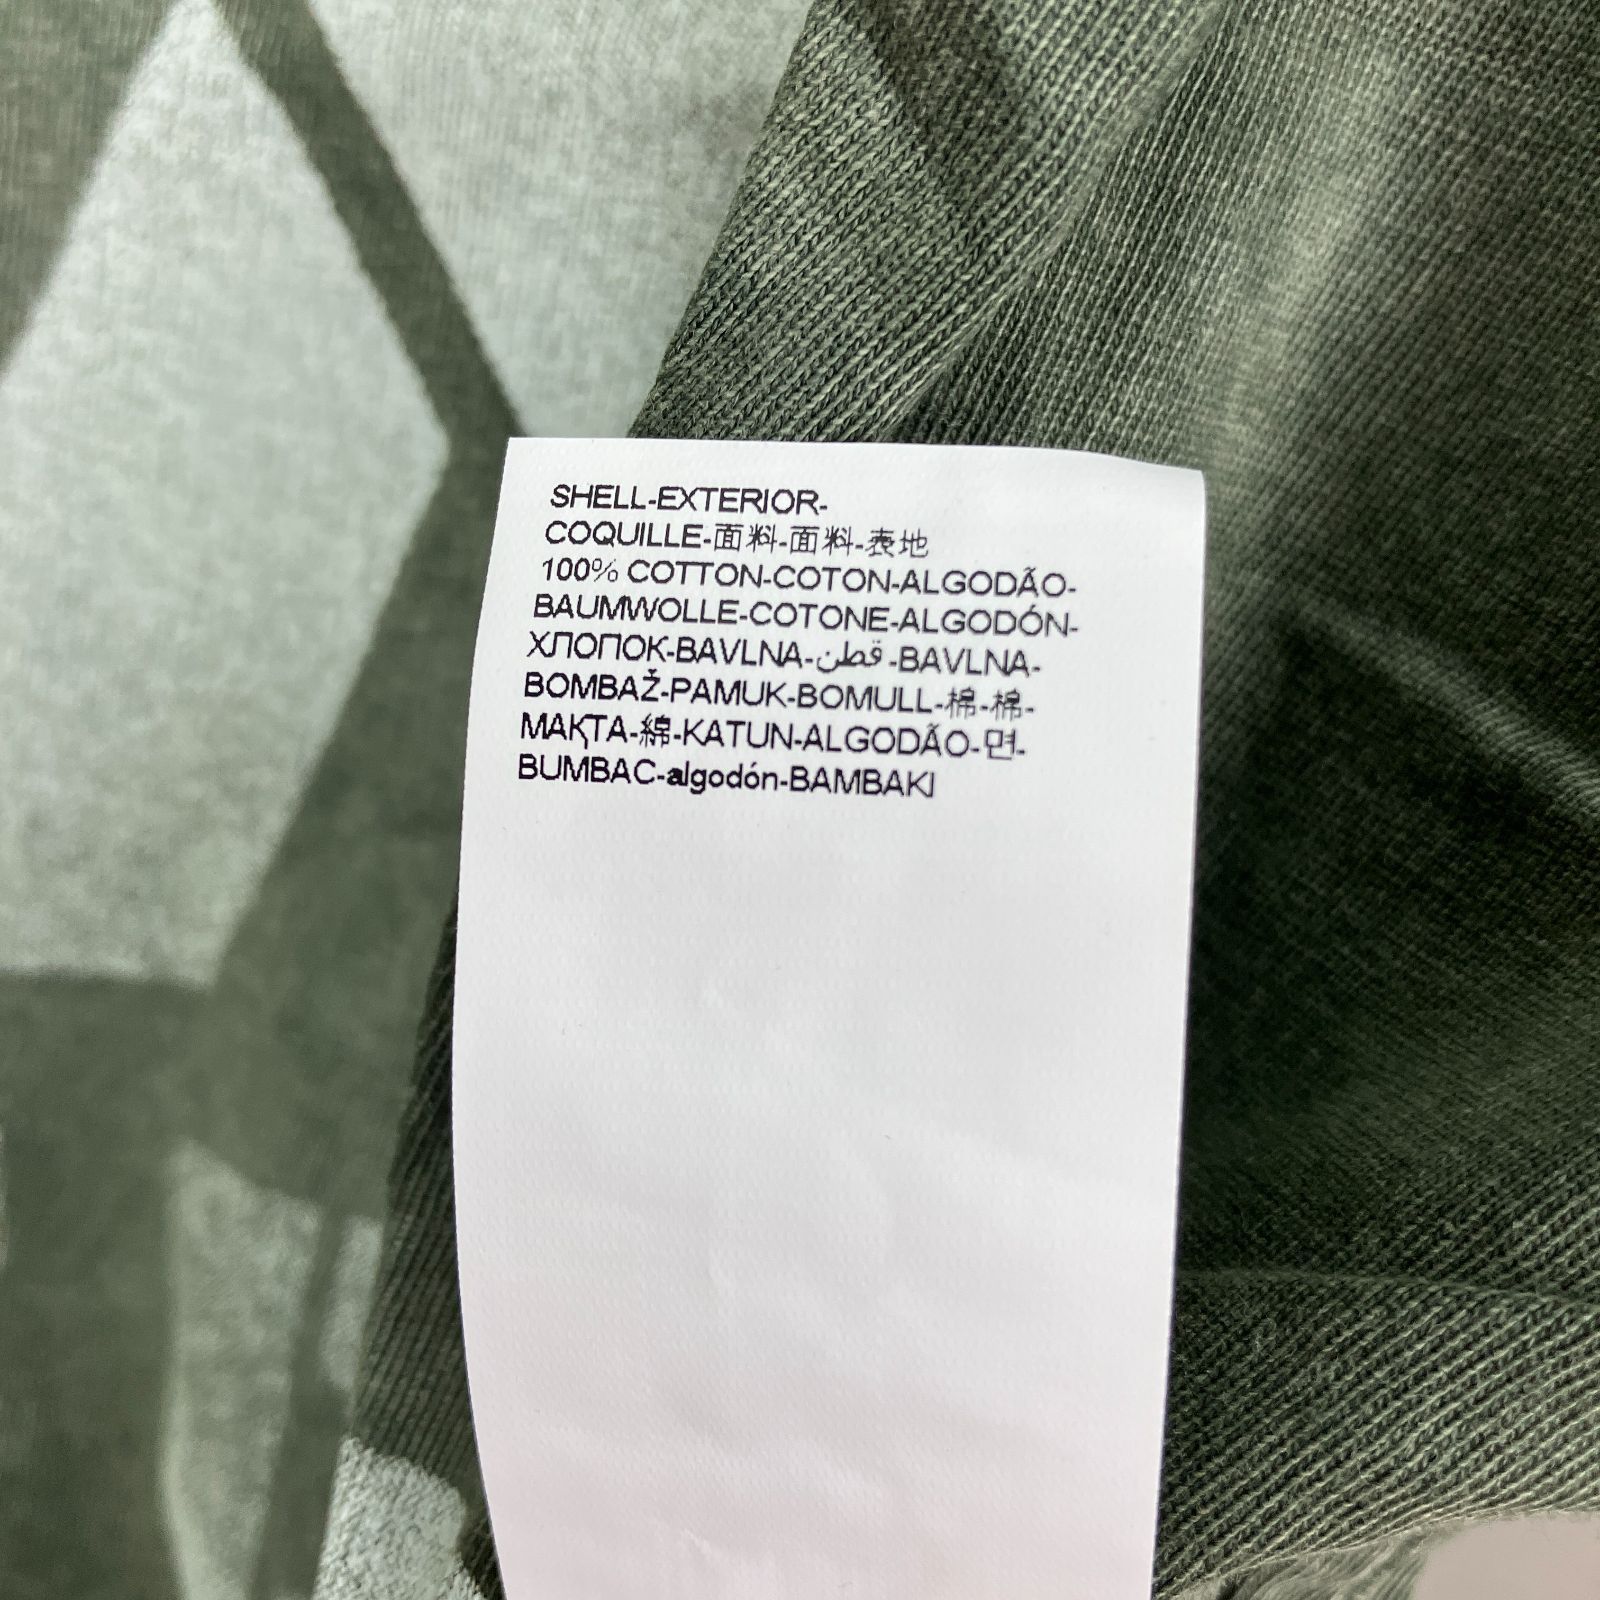 SHELL-EXTERIOR-
COQUILLE-面料-面料-表地
100% COTTON-COTON-ALGODÃO-
BAUMWOLLE-COTONE-ALGODÓN-
ХЛОПОК-BAVLNA-قطن-BAVLNA-
BOMBAŽ-PAMUK-BOMULL-棉-棉-
МАҚТА-綿-KATUN-ALGODÃO-면-
BUMBAC-algodón-BAMBAKI